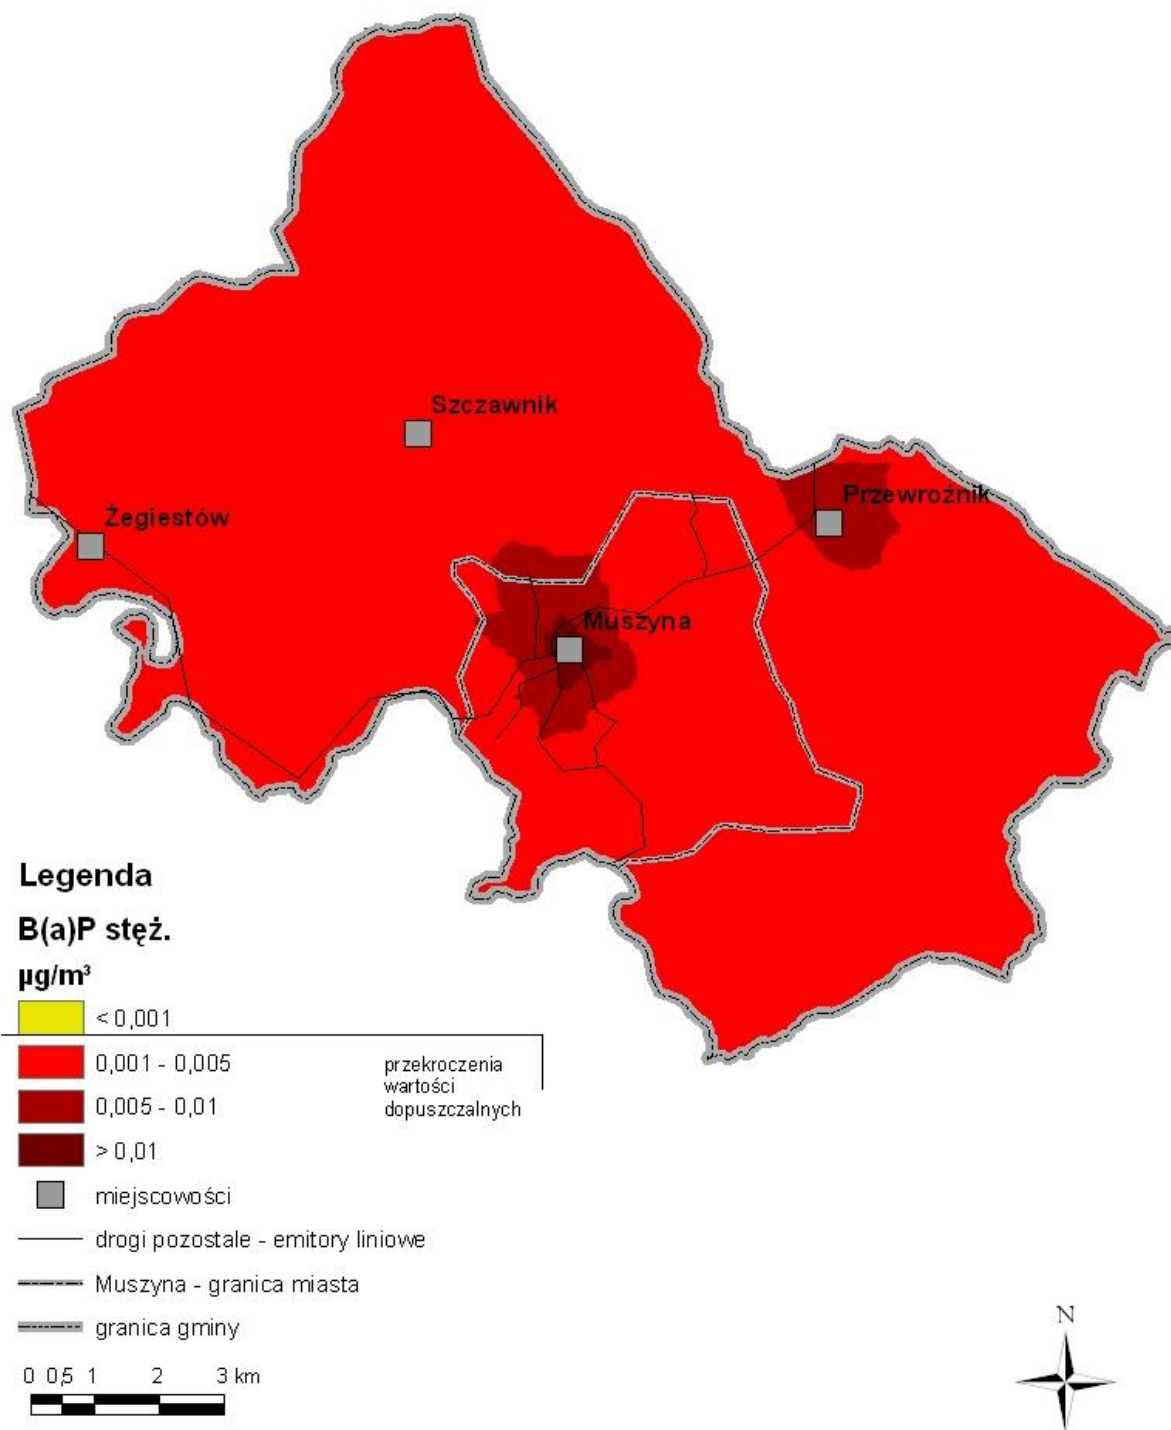 Szczawnik
Przewroźnik
Żegiestów
Muszyna
Legenda
B(a)P stęż.
µg/m³
< 0,001
0,001 - 0,005
przekroczenia
wartości
dopuszczalnych
0,005 - 0,01
> 0,01
miejscowości
drogi pozostale - emitory liniowe
Muszyna - granica miasta
granica gminy
0 0,5 1 2 3 km
N